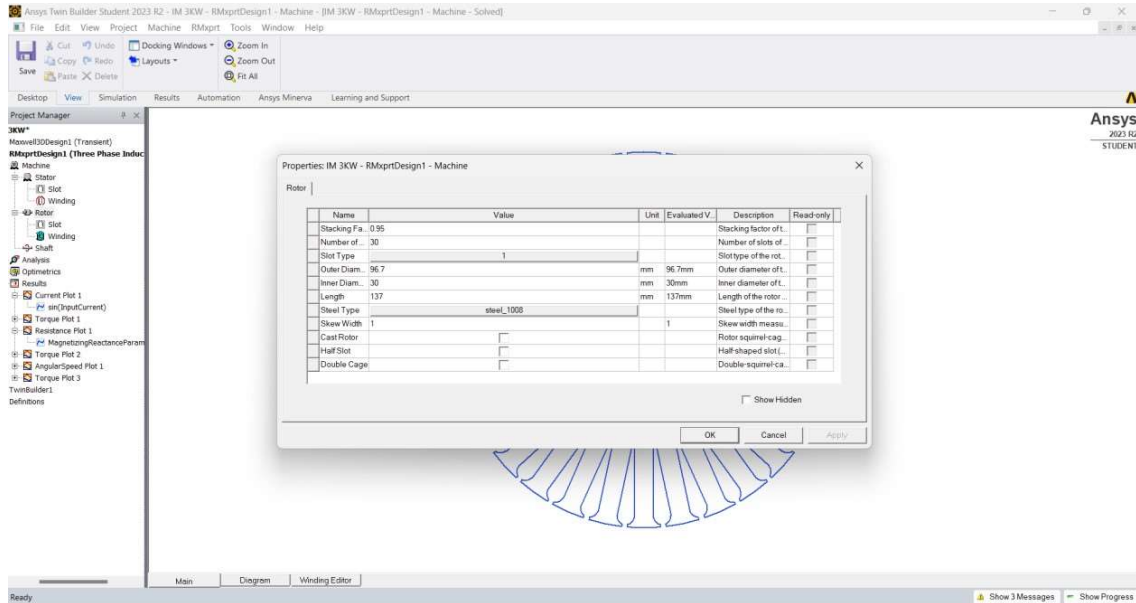 Ansys Twin Builder Student 2023 R2 - IM 3KW - RMxprtDesign1 - Machine - [IM 3KW - RMxprtDesign1 - Machine - Solved]
File Edit View Project Machine RMxprt Tools Window Help
Save
Cut Undo
Copy Redo
Paste Delete
Docking Windows
Layouts
Zoom In
Zoom Out
Fit All
Desktop View Simulation Results Automation Ansys Minerva Learning and Support
Project Manager
3KW*
Maxwell3DDesign1 (Transient)
RMxprtDesign1 (Three Phase Induc
Machine
Stator
Slot
Winding
Rotor
Slot
Winding
Shaft
Analysis
Optimetrics
Results
Current Plot 1
sin(InputCurrent)
Torque Plot 1
Resistance Plot 1
MagnetizingReactanceParam
Torque Plot 2
AngularSpeed Plot 1
Torque Plot 3
TwinBuilder1
Definitions
Ansys
2023 R2
STUDENT
Properties: IM 3KW - RMxprtDesign1 - Machine
Rotor
Name Value Unit Evaluated V... Description Read-only
Stacking Fa... 0.95 Stacking factor of t...
Number of... 30 Number of slots of...
Slot Type 1 Slot type of the rot...
Outer Diam... 96.7 mm 96.7mm Outer diameter of t...
Inner Diam... 30 mm 30mm Inner diameter of t...
Length 137 mm 137mm Length of the rotor...
Steel Type steel_1008 Steel type of the ro...
Skew Width 1 1 Skew width measu...
Cast Rotor Rotor squirrel-cag...
Half Slot Half-shaped slot (...
Double Cage Double-squirrel-ca...
Show Hidden
OK Cancel Apply
Main Diagram Winding Editor
Ready Show 3 Messages Show Progress